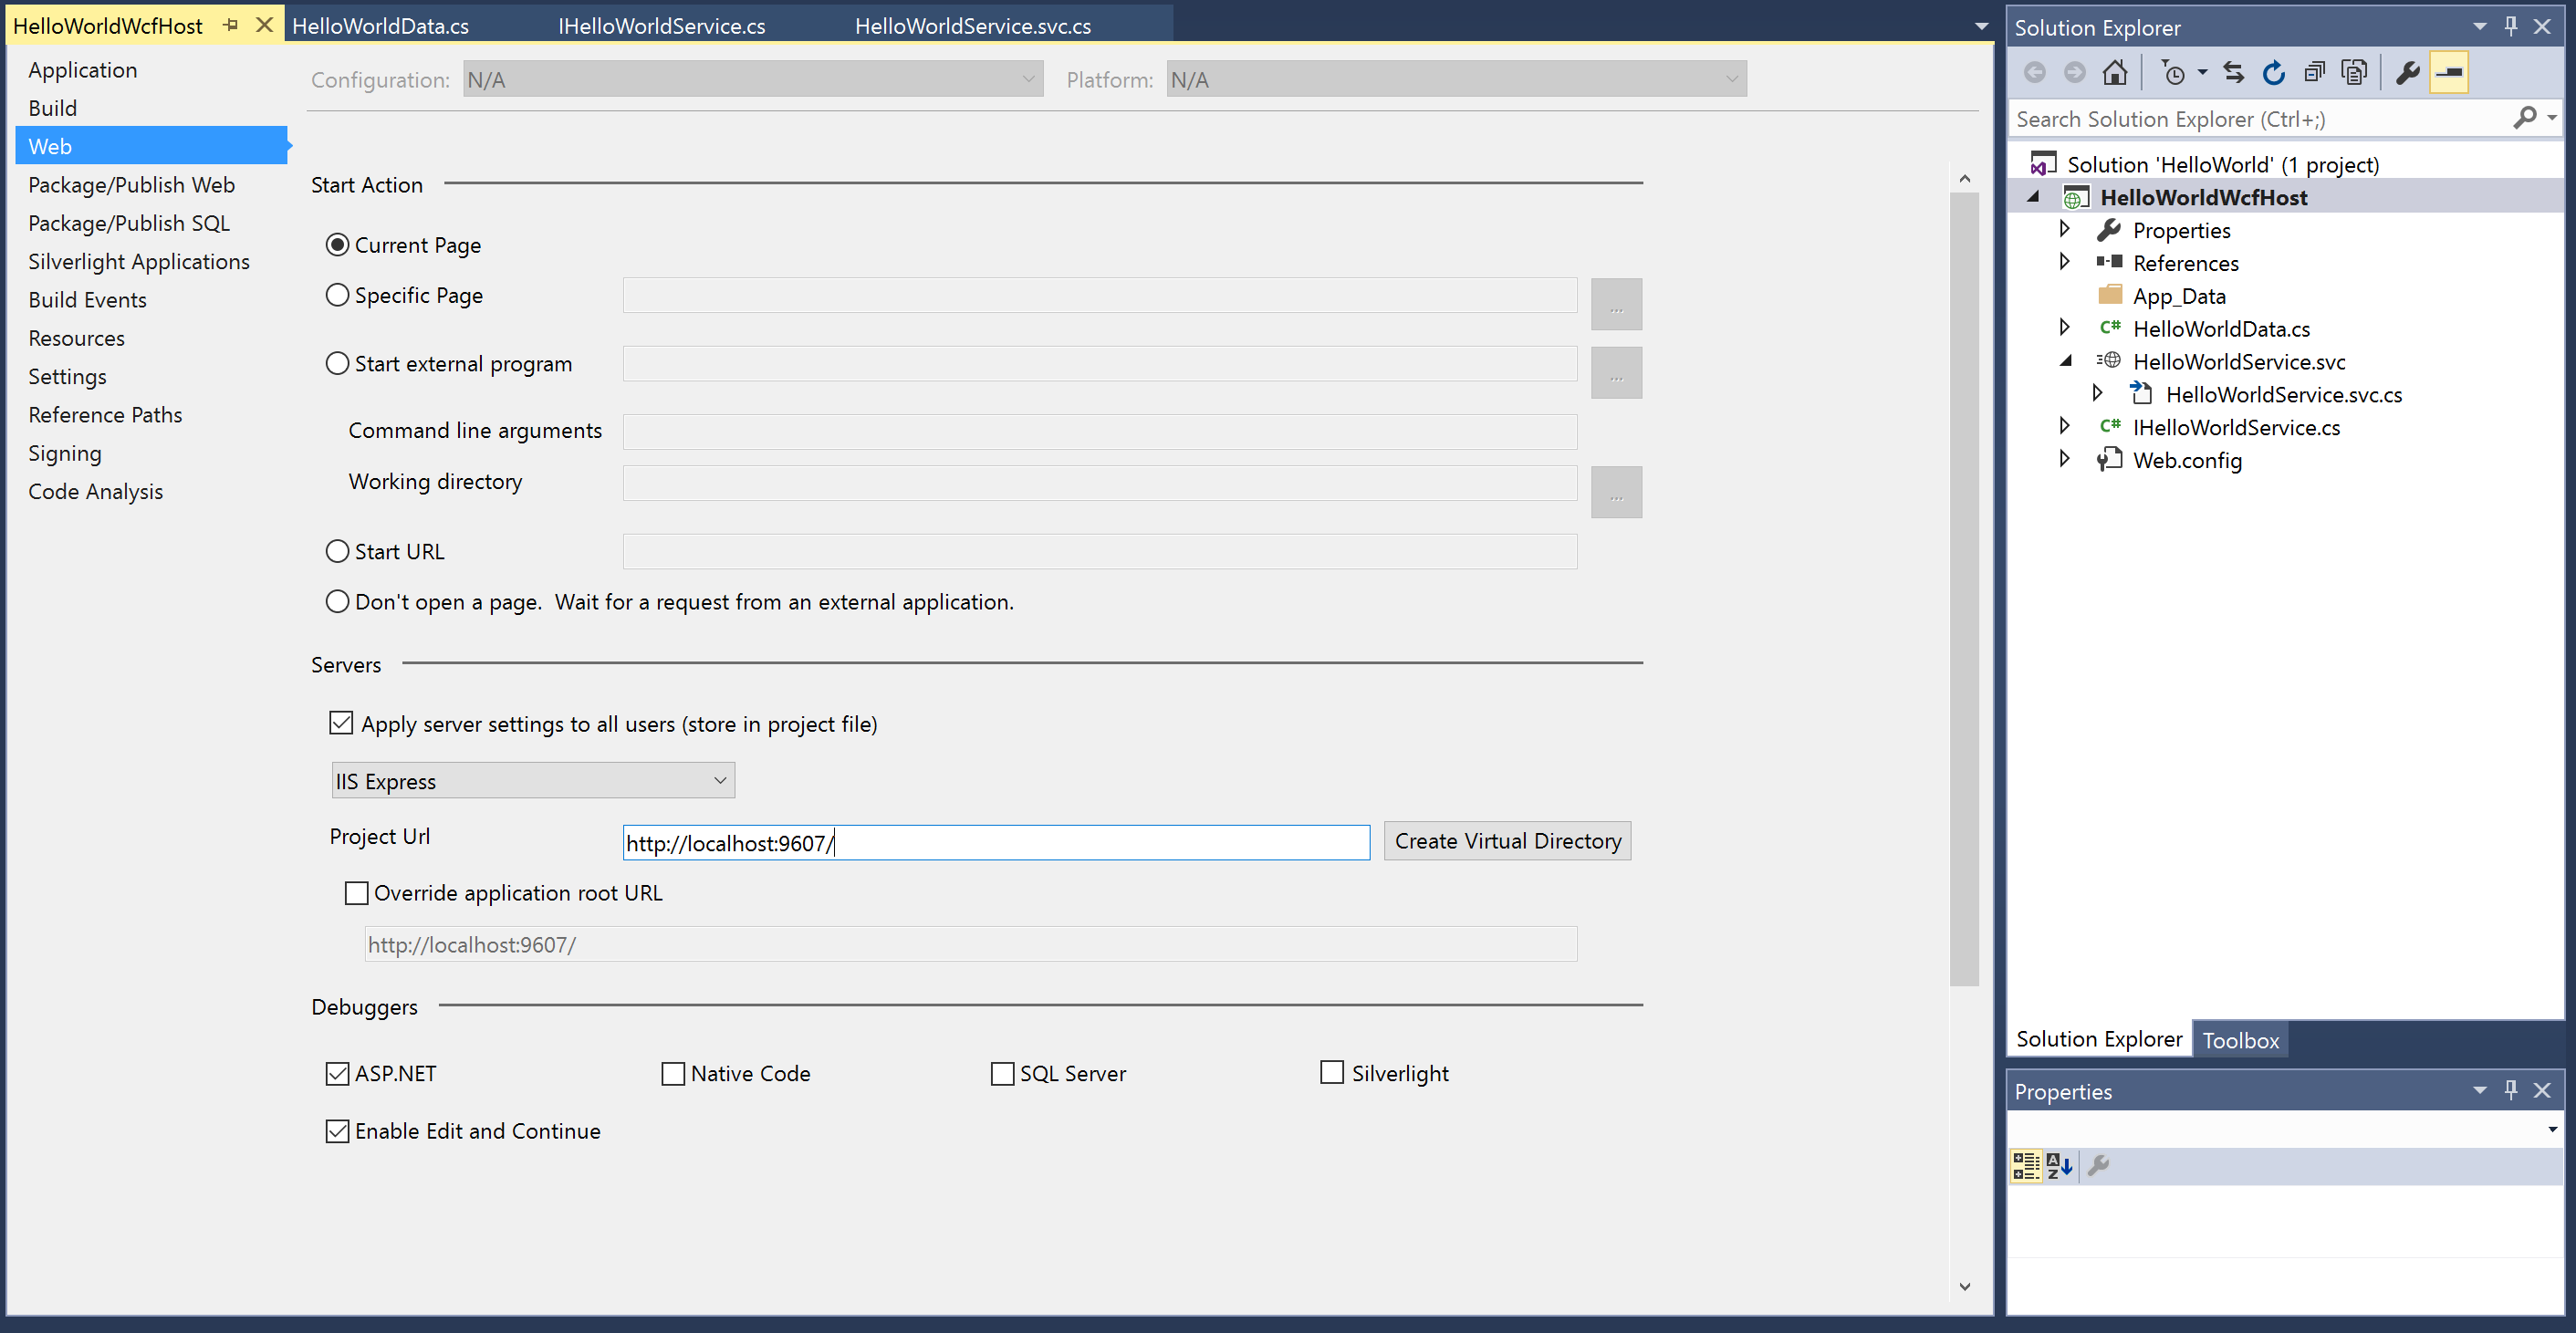 HelloWorldWcfHost
HelloWorldData.cs
IHelloWorldService.cs
HelloWorldService.svc.cs
Application
Build
Web
Package/Publish Web
Package/Publish SQL
Silverlight Applications
Build Events
Resources
Settings
Reference Paths
Signing
Code Analysis
Configuration: N/A
Platform: N/A
Start Action
Current Page
Specific Page
...
Start external program
...
Command line arguments
Working directory
...
Start URL
Don't open a page. Wait for a request from an external application.
Servers
Apply server settings to all users (store in project file)
IIS Express
Project Url
http://localhost:9607/
Create Virtual Directory
Override application root URL
http://localhost:9607/
Debuggers
ASP.NET
Native Code
SQL Server
Silverlight
Enable Edit and Continue
Solution Explorer
Search Solution Explorer (Ctrl+;)
Solution 'HelloWorld' (1 project)
HelloWorldWcfHost
Properties
References
App_Data
C# HelloWorldData.cs
HelloWorldService.svc
HelloWorldService.svc.cs
C# IHelloWorldService.cs
Web.config
Solution Explorer
Toolbox
Properties
A
Z